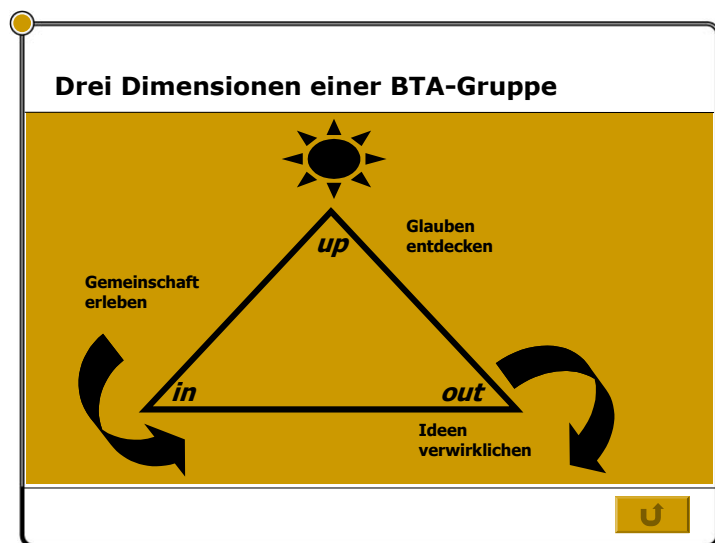 Drei Dimensionen einer BTA-Gruppe
up
Glauben
entdecken
Gemeinschaft
erleben
in
out
Ideen
verwirklichen